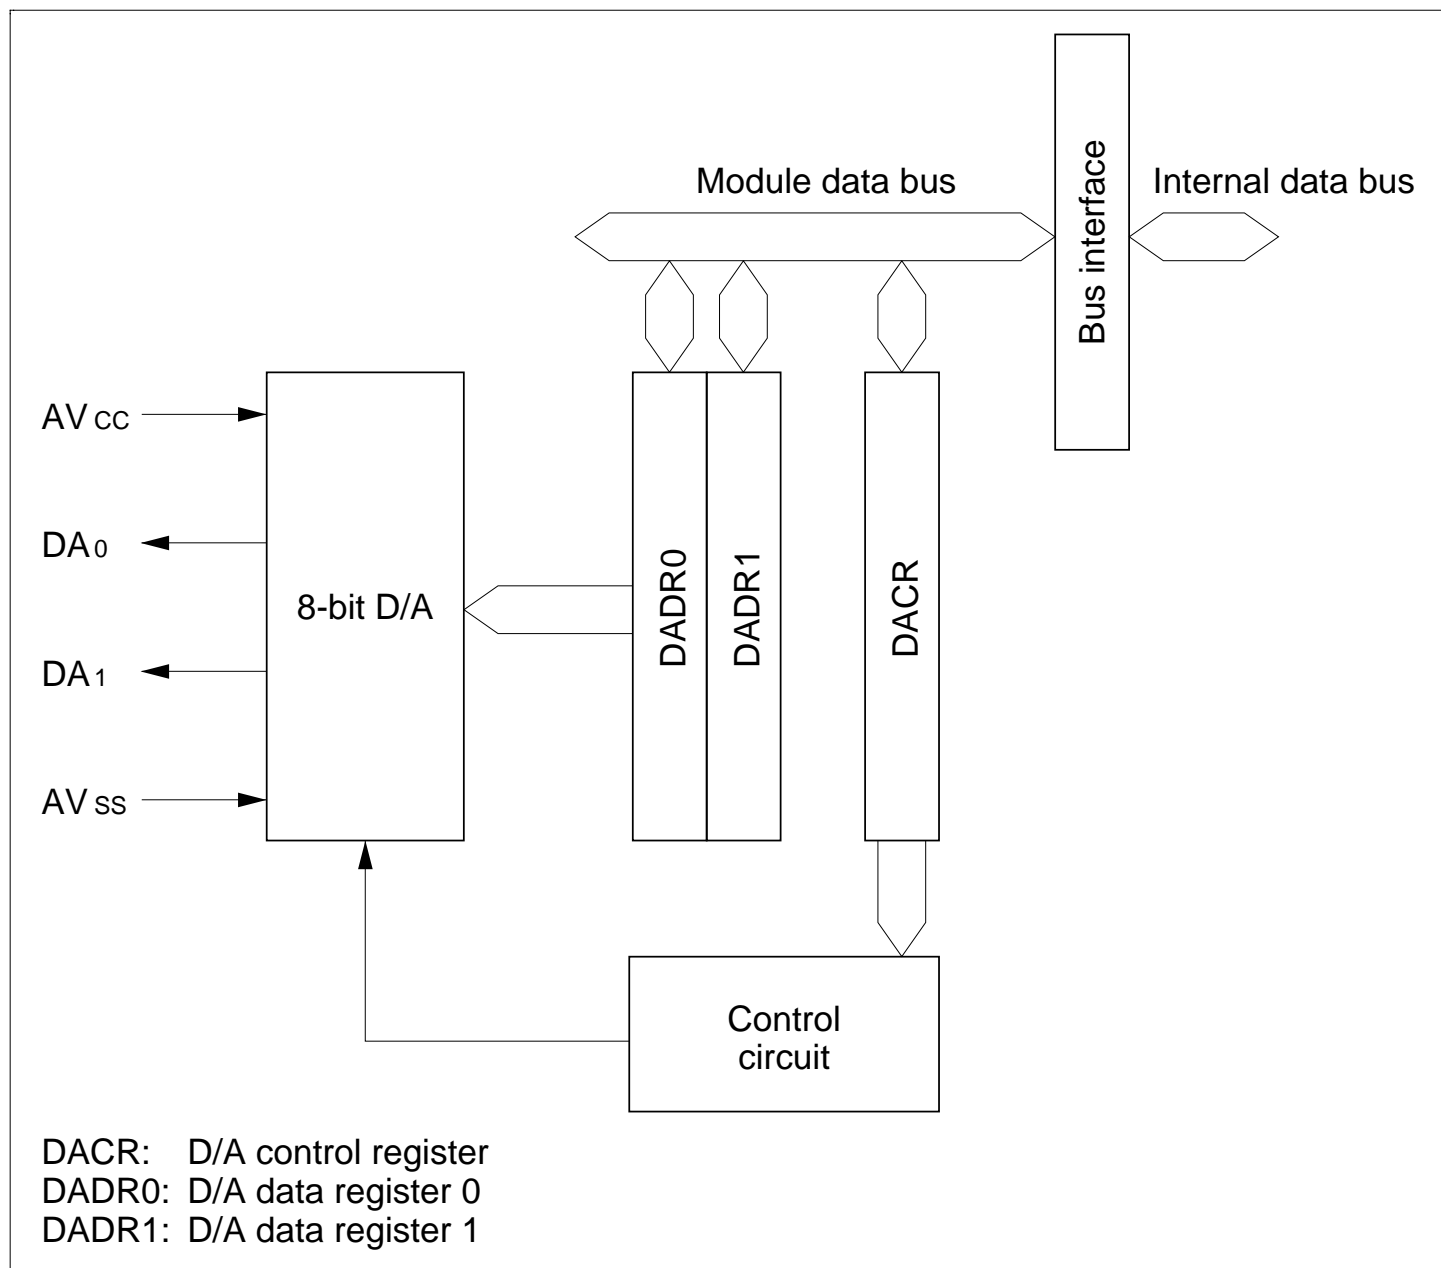 Module data bus
Internal data bus
Bus interface
AVCC
DA0
8-bit D/A
DADR0
DADR1
DACR
DA1
AVSS
Control
circuit
DACR: D/A control register
DADR0: D/A data register 0
DADR1: D/A data register 1